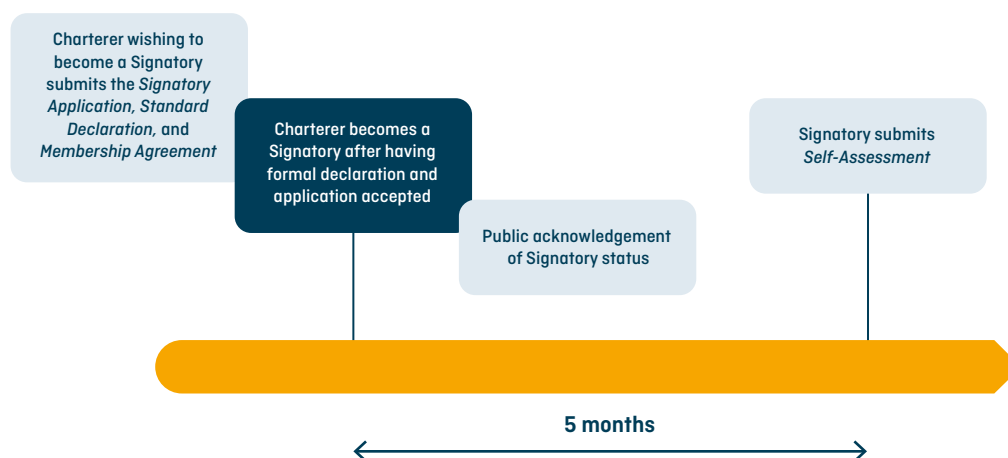 Charterer wishing to
become a Signatory
submits the Signatory
Application, Standard
Declaration, and
Membership Agreement
Charterer becomes a
Signatory after having
formal declaration and
application accepted
Public acknowledgement
of Signatory status
Signatory submits
Self-Assessment
5 months